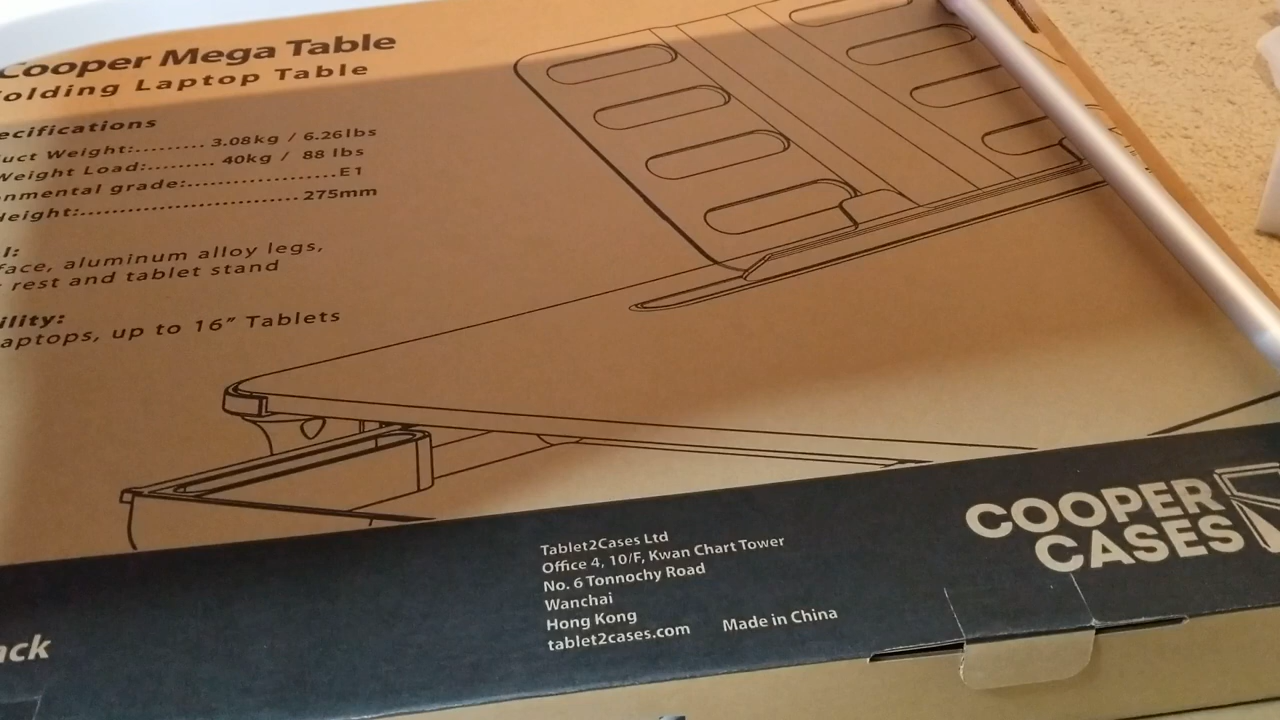 Cooper Mega Table
Folding Laptop Table
ecifications
uct Weight:......... 3.08kg / 6.26lbs
Weight Load:........ 40kg / 88 lbs
onmental grade:..................E1
Height:............................ 275mm
l:
face, aluminum alloy legs,
rest and tablet stand
ility:
aptops, up to 16” Tablets
Tablet2Cases Ltd
Office 4, 10/F, Kwan Chart Tower
No. 6 Tonnochy Road
Wanchai
Hong Kong
tablet2cases.com
Made in China
COOPER
CASES
ack